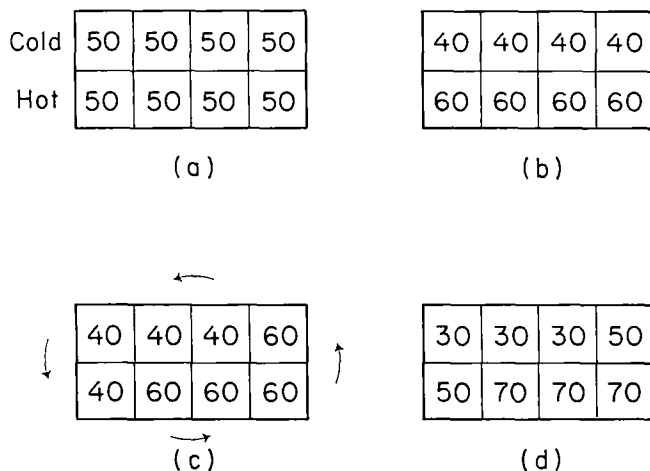 Cold 50 50 50 50
Hot 50 50 50 50
(a)
40 40 40 40
60 60 60 60
(b)
40 40 40 60
40 60 60 60
(c)
30 30 30 50
50 70 70 70
(d)